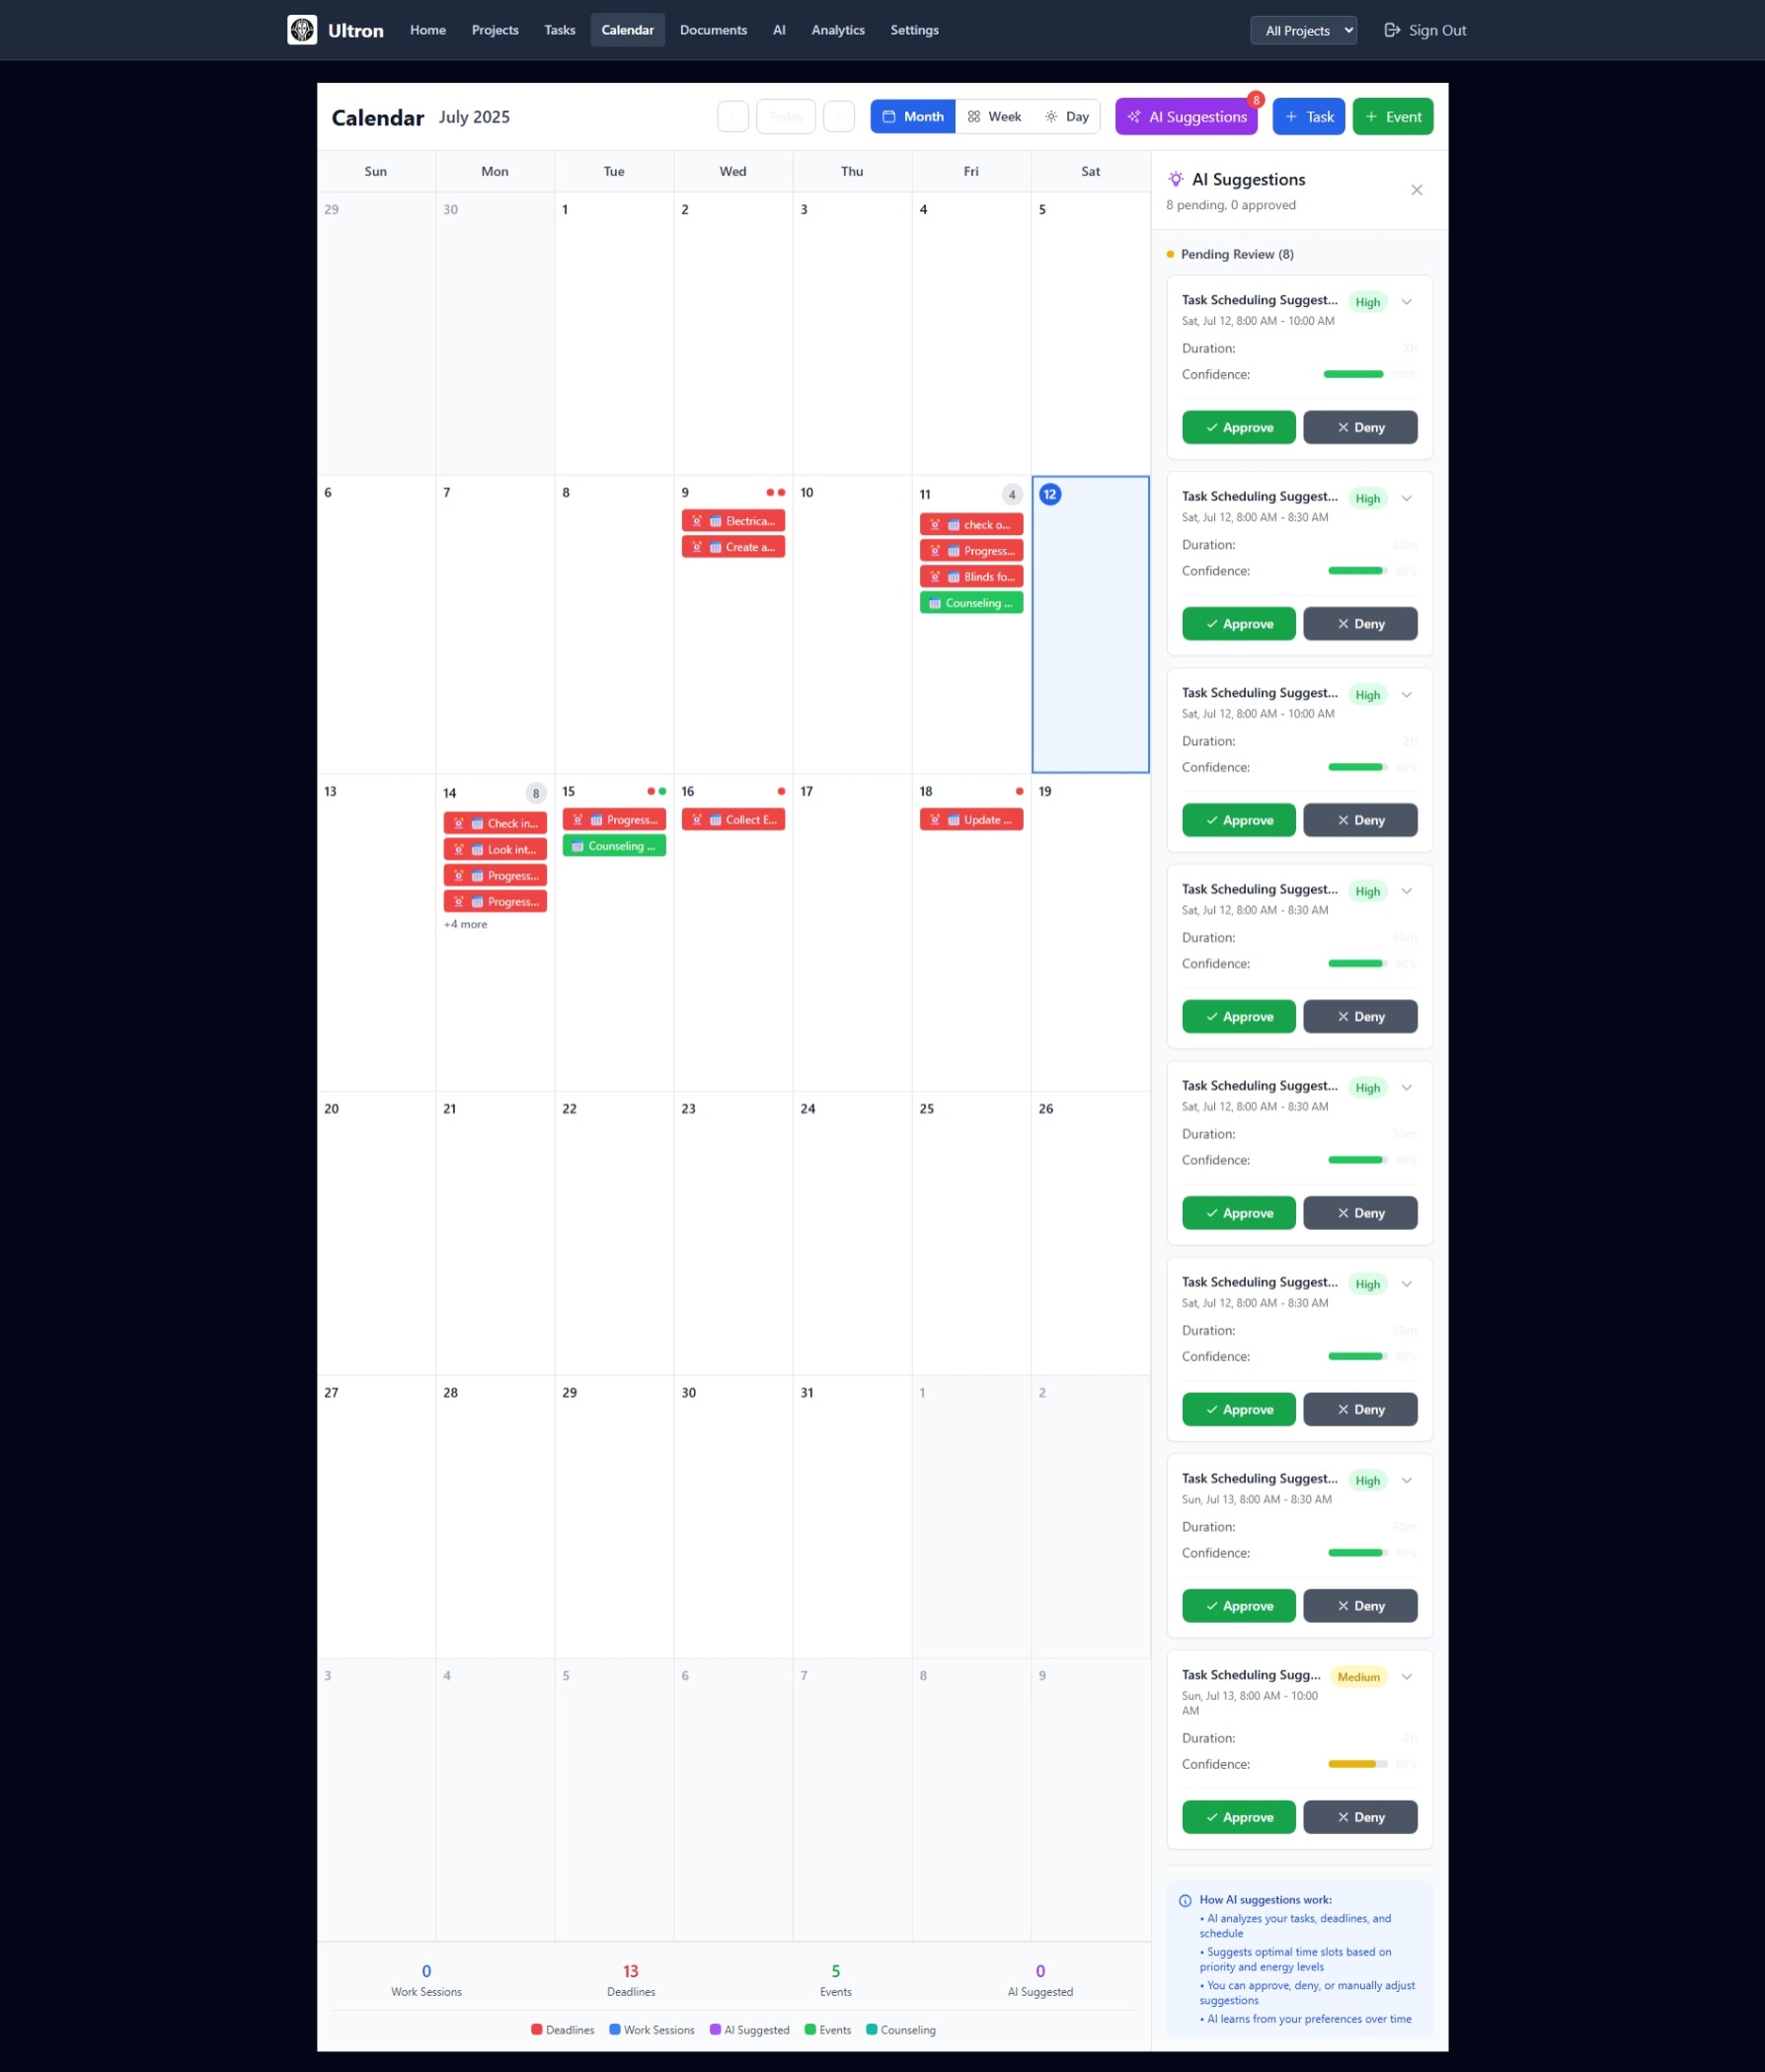 Ultron Home Projects Tasks Calendar Documents AI Analytics Settings All Projects Sign Out
Calendar July 2025 Today Month Week Day AI Suggestions 8 + Task + Event
Sun Mon Tue Wed Thu Fri Sat
29 30 1 2 3 4 5
6 7 8 9 10 11 4 12
Electrica...
Create a...
check o...
Progress...
Blinds fo...
Counseling ...
13 14 8 15 16 17 18 19
Check in...
Look int...
Progress...
Progress...
+4 more
Progress...
Counseling ...
Collect E...
Update ...
20 21 22 23 24 25 26
27 28 29 30 31 1 2
3 4 5 6 7 8 9
0 13 5 0
Work Sessions Deadlines Events AI Suggested
Deadlines Work Sessions AI Suggested Events Counseling
AI Suggestions
8 pending, 0 approved
Pending Review (8)
Task Scheduling Suggest... High
Sat, Jul 12, 8:00 AM - 10:00 AM
Duration: 2h
Confidence: 100%
Approve Deny
Task Scheduling Suggest... High
Sat, Jul 12, 8:00 AM - 8:30 AM
Duration: 30m
Confidence:
Approve Deny
Task Scheduling Suggest... High
Sat, Jul 12, 8:00 AM - 10:00 AM
Duration: 2h
Confidence:
Approve Deny
Task Scheduling Suggest... High
Sat, Jul 12, 8:00 AM - 8:30 AM
Duration: 30m
Confidence: 90%
Approve Deny
Task Scheduling Suggest... High
Sat, Jul 12, 8:00 AM - 8:30 AM
Duration: 30m
Confidence: 90%
Approve Deny
Task Scheduling Suggest... High
Sat, Jul 12, 8:00 AM - 8:30 AM
Duration: 30m
Confidence: 90%
Approve Deny
Task Scheduling Suggest... High
Sun, Jul 13, 8:00 AM - 8:30 AM
Duration: 30m
Confidence: 90%
Approve Deny
Task Scheduling Sugg... Medium
Sun, Jul 13, 8:00 AM - 10:00
AM
Duration: 2h
Confidence: 80%
Approve Deny
How AI suggestions work:
• AI analyzes your tasks, deadlines, and
schedule
• Suggests optimal time slots based on
priority and energy levels
• You can approve, deny, or manually adjust
suggestions
• AI learns from your preferences over time